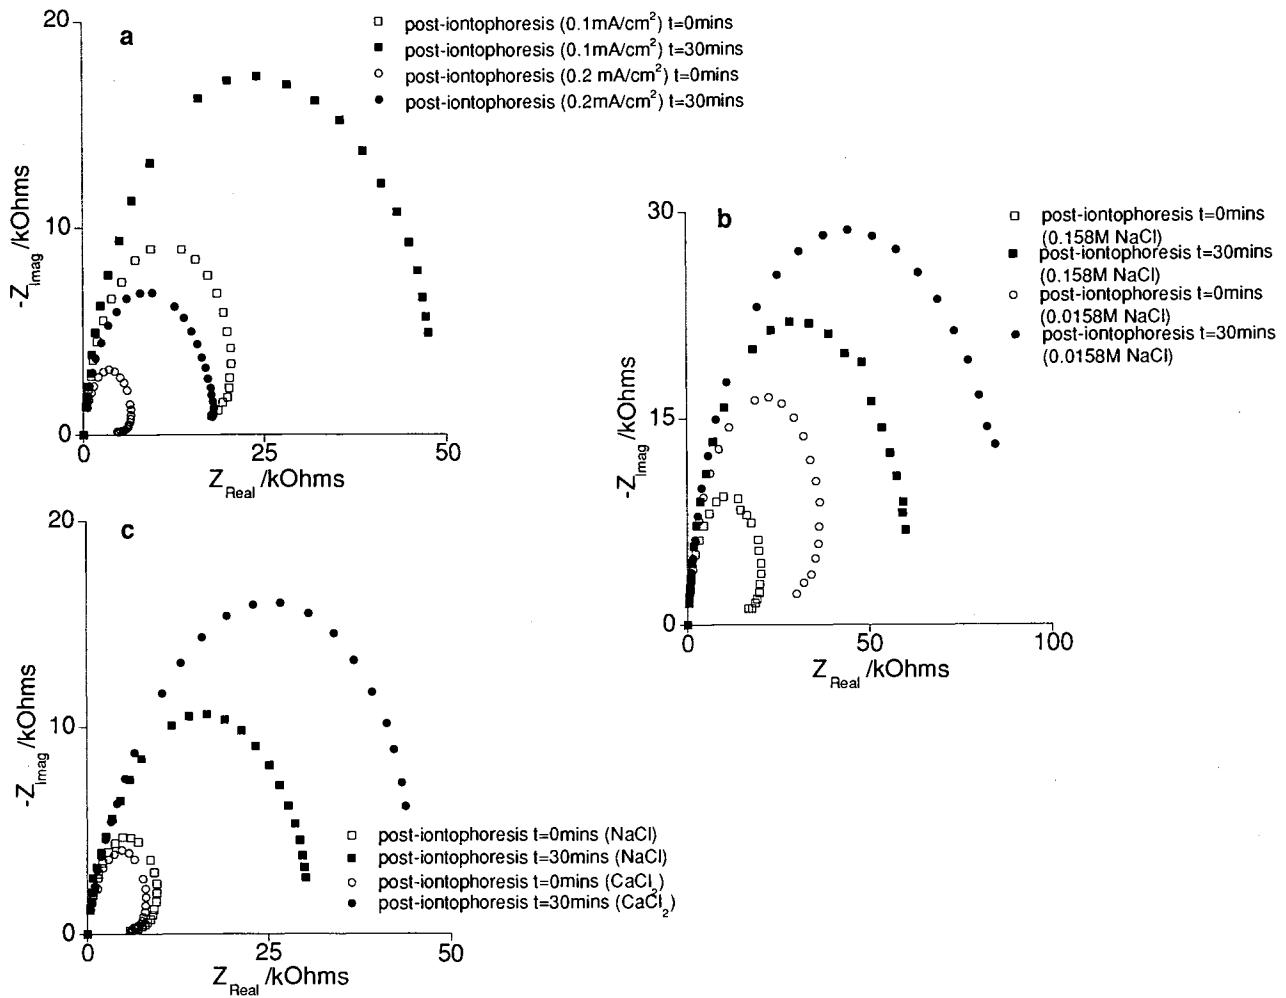 a
20
10
0
-Z_Imag /kOhms
0 25 50
Z_Real /kOhms
post-iontophoresis (0.1mA/cm²) t=0mins
post-iontophoresis (0.1mA/cm²) t=30mins
post-iontophoresis (0.2 mA/cm²) t=0mins
post-iontophoresis (0.2mA/cm²) t=30mins
b
30
15
0
-Z_Imag /kOhms
0 50 100
Z_Real /kOhms
post-iontophoresis t=0mins
(0.158M NaCl)
post-iontophoresis t=30mins
(0.158M NaCl)
post-iontophoresis t=0mins
(0.0158M NaCl)
post-iontophoresis t=30mins
(0.0158M NaCl)
c
20
10
0
-Z_Imag /kOhms
0 25 50
Z_Real /kOhms
post-iontophoresis t=0mins (NaCl)
post-iontophoresis t=30mins (NaCl)
post-iontophoresis t=0mins (CaCl₂)
post-iontophoresis t=30mins (CaCl₂)